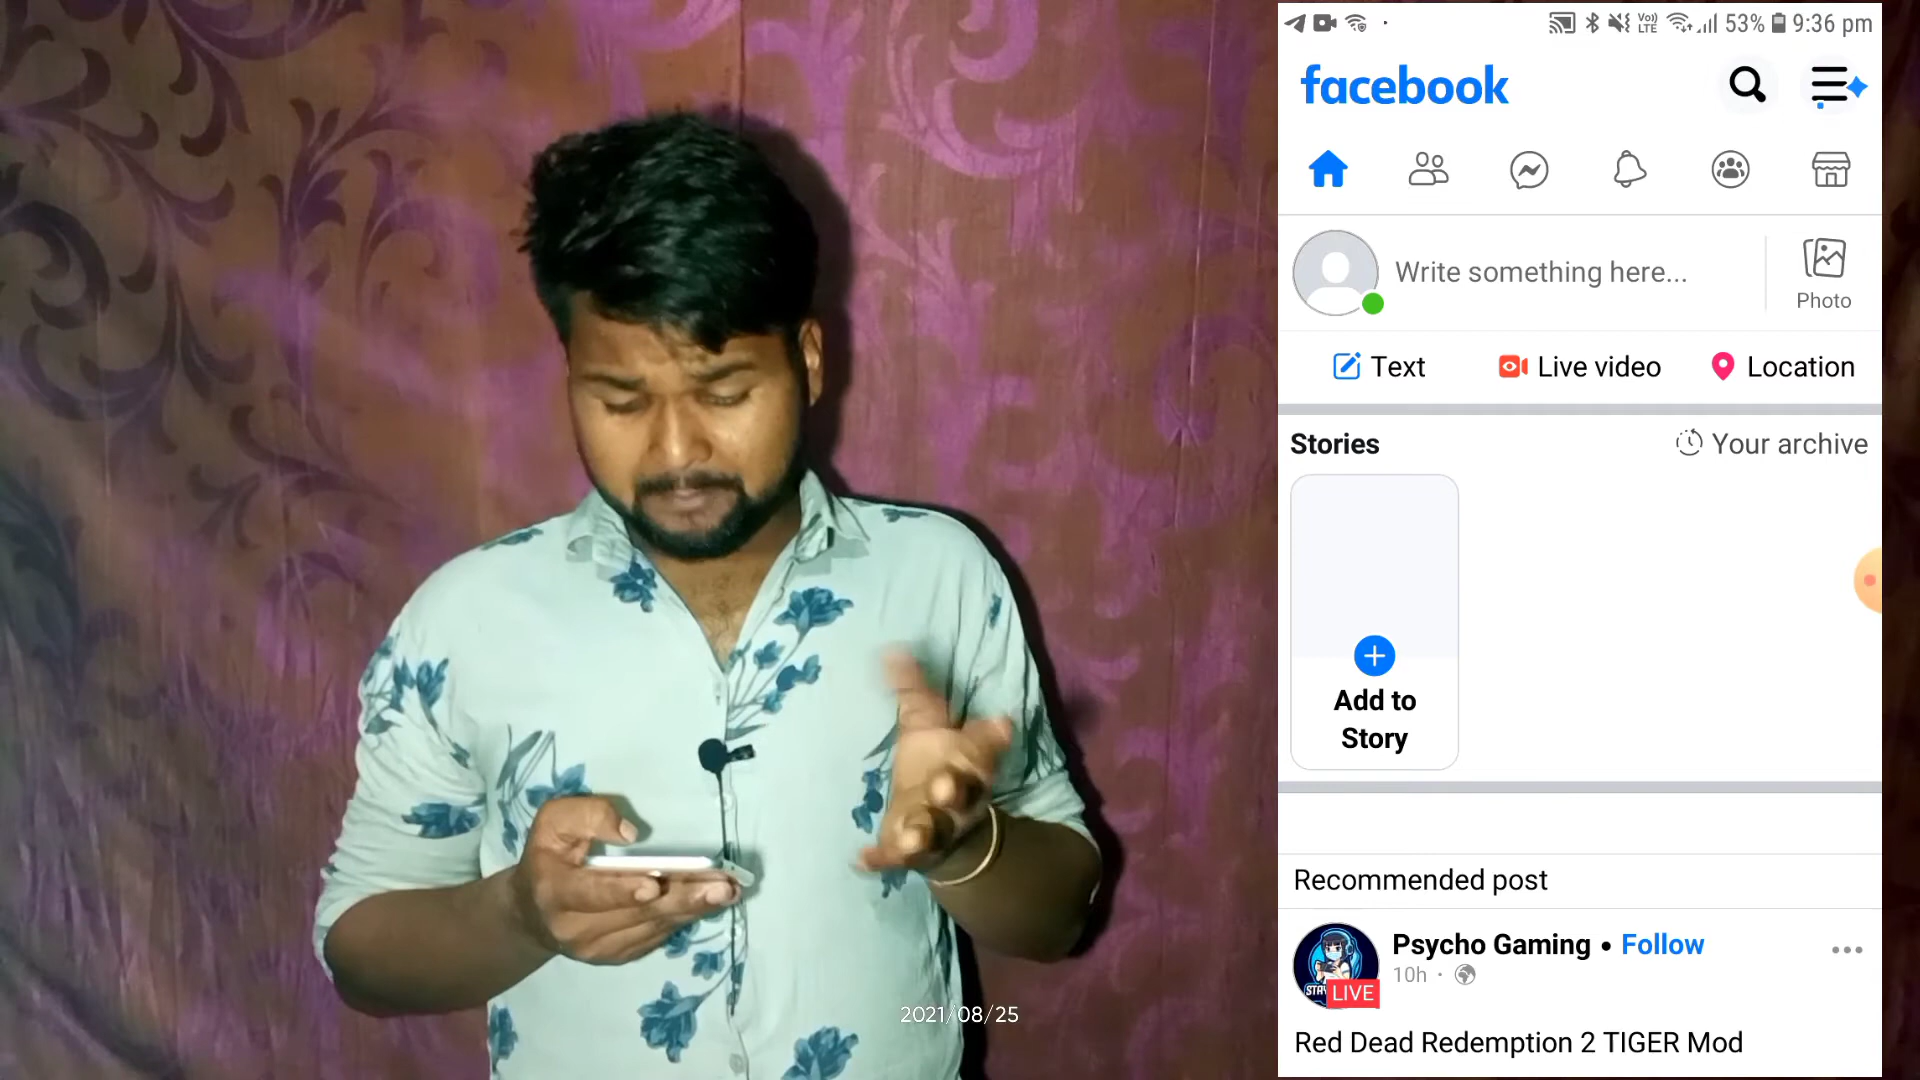 53% 9:36 pm
facebook
Write something here...
Photo
Text
Live video
Location
Stories
Your archive
Add to
Story
Recommended post
Psycho Gaming • Follow
10h ·
LIVE
Red Dead Redemption 2 TIGER Mod
2021/08/25